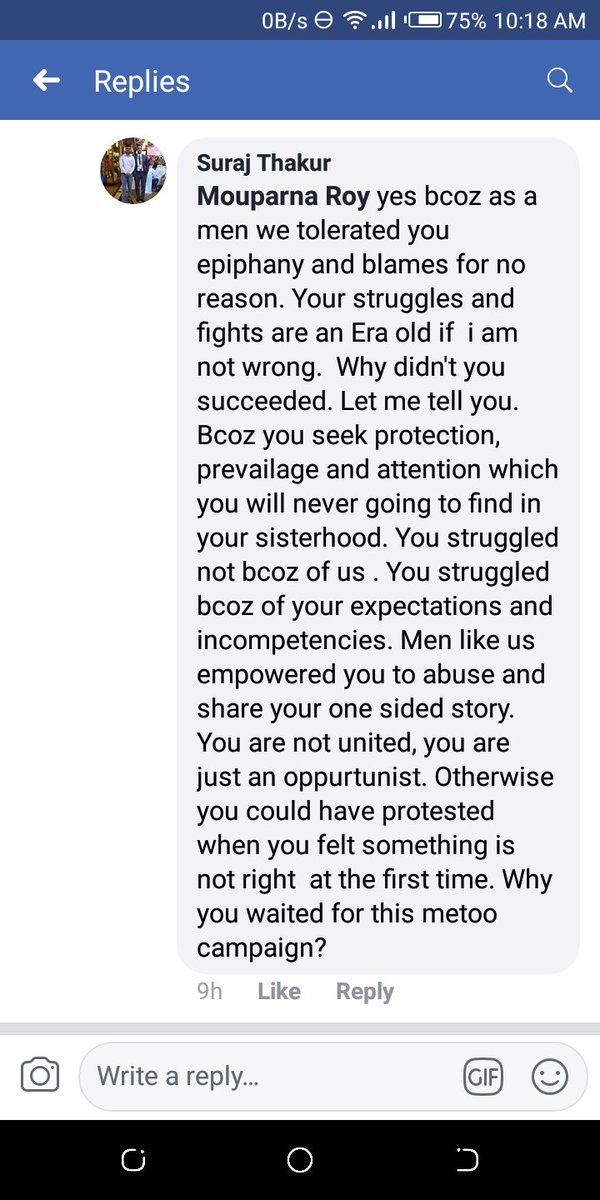 0B/s 75% 10:18 AM
Replies
Suraj Thakur
Mouparna Roy yes bcoz as a
men we tolerated you
epiphany and blames for no
reason. Your struggles and
fights are an Era old if  i am
not wrong.  Why didn't you
succeeded. Let me tell you.
Bcoz you seek protection,
prevailage and attention which
you will never going to find in
your sisterhood. You struggled
not bcoz of us . You struggled
bcoz of your expectations and
incompetencies. Men like us
empowered you to abuse and
share your one sided story.
You are not united, you are
just an oppurtunist. Otherwise
you could have protested
when you felt something is
not right  at the first time. Why
you waited for this metoo
campaign?
9h Like Reply
Write a reply... GIF